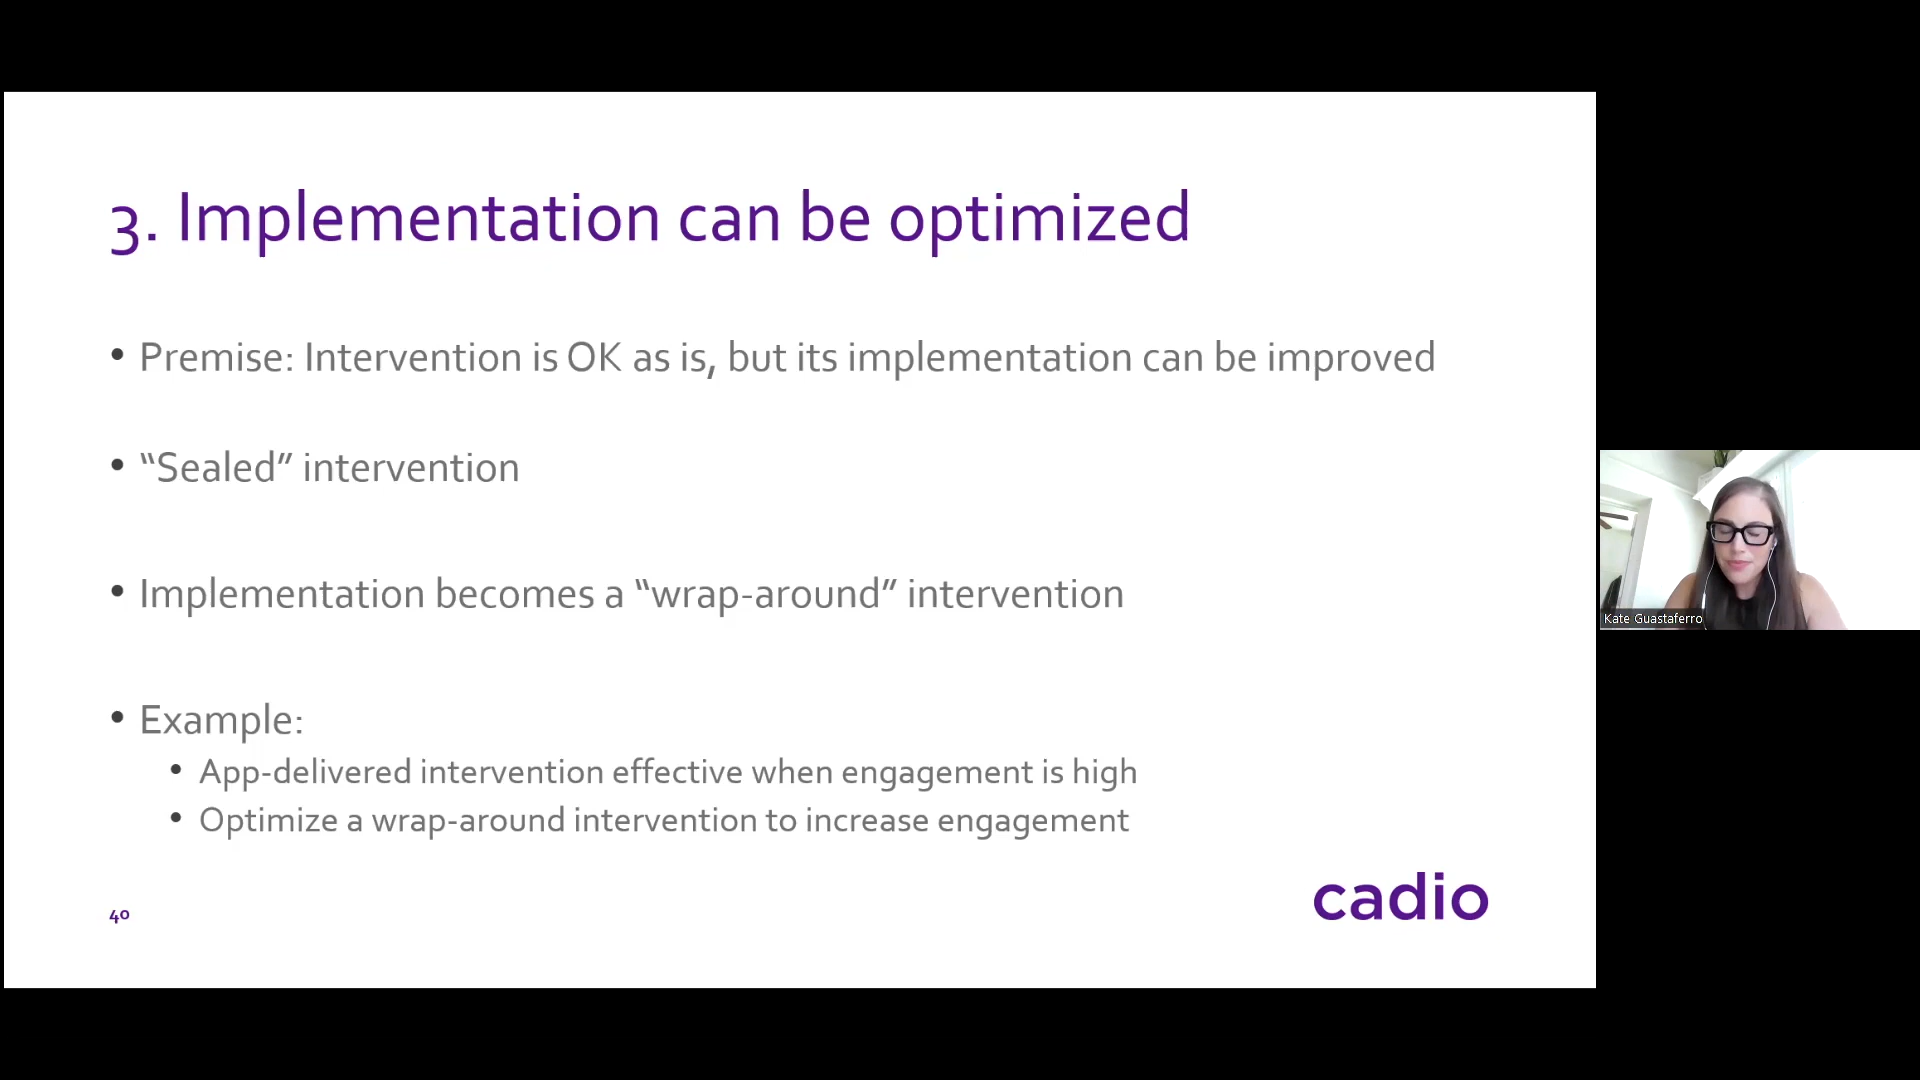 3. Implementation can be optimized
• Premise: Intervention is OK as is, but its implementation can be improved
• “Sealed” intervention
• Implementation becomes a “wrap-around” intervention
• Example:
• App-delivered intervention effective when engagement is high
• Optimize a wrap-around intervention to increase engagement
40
cadio
Kate Guastaferro